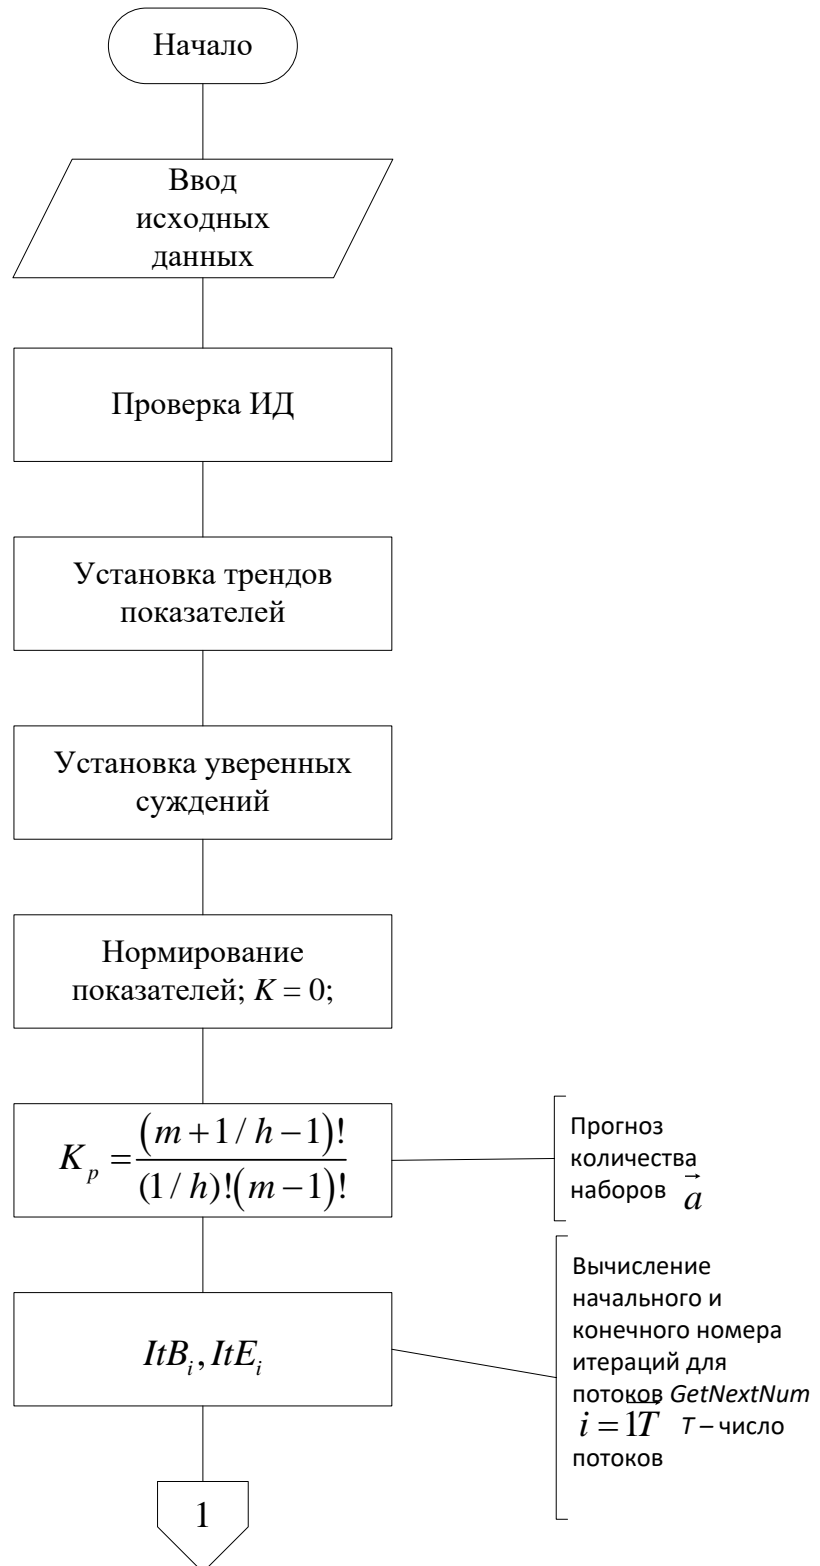 Начало
Ввод
исходных
данных
Проверка ИД
Установка трендов
показателей
Установка уверенных
суждений
Нормирование
показателей; K = 0;
K_p = (m + 1 / h − 1)! / (1 / h)!(m − 1)!
Прогноз
количества
наборов a⃗
ItB_i, ItE_i
Вычисление
начального и
конечного номера
итераций для
потоков GetNextNum
i = 1T T – число
потоков
1